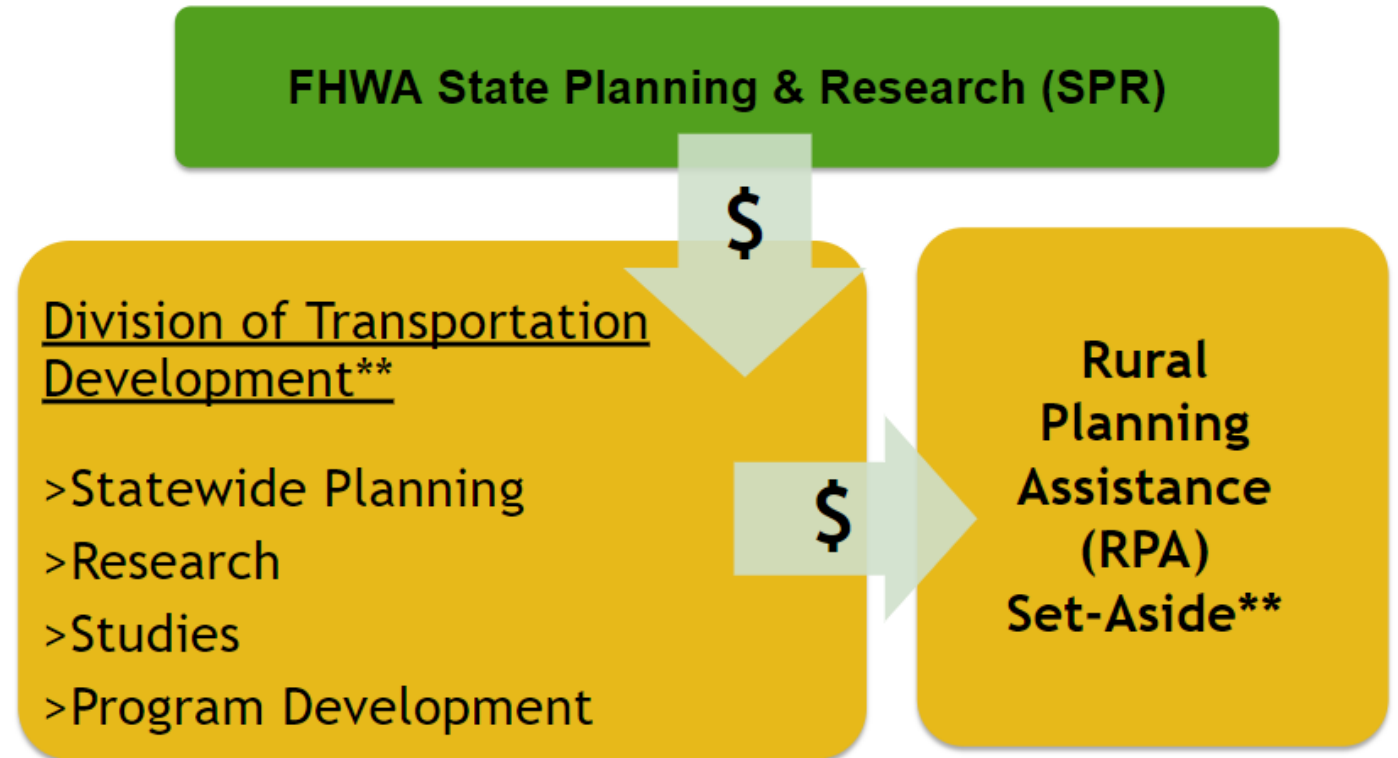 FHWA State Planning & Research (SPR)
$
Division of Transportation
Development**
>Statewide Planning
>Research
>Studies
>Program Development
$
Rural
Planning
Assistance
(RPA)
Set-Aside**